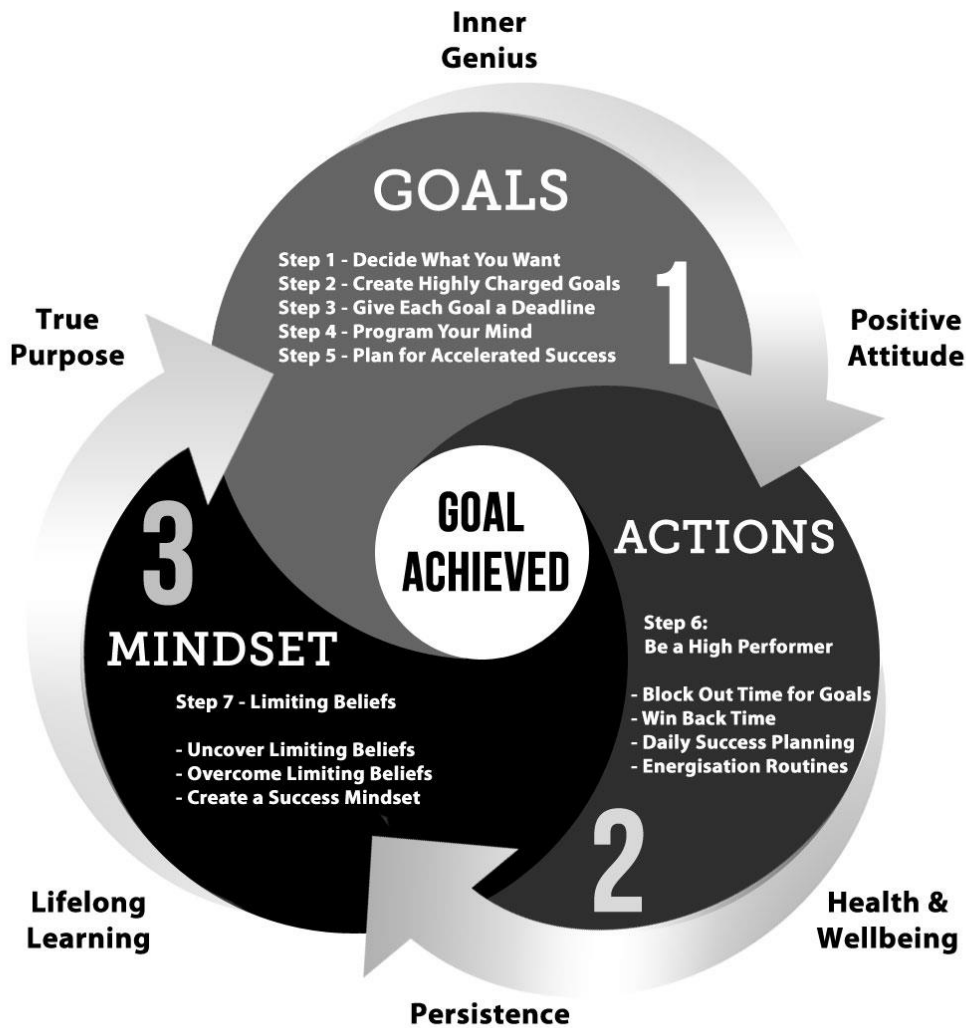 Inner
Genius
GOALS
Step 1 - Decide What You Want
Step 2 - Create Highly Charged Goals
Step 3 - Give Each Goal a Deadline
Step 4 - Program Your Mind
Step 5 - Plan for Accelerated Success
1
True
Purpose
Positive
Attitude
GOAL
ACHIEVED
ACTIONS
Step 6:
Be a High Performer
- Block Out Time for Goals
- Win Back Time
- Daily Success Planning
- Energisation Routines
2
3
MINDSET
Step 7 - Limiting Beliefs
- Uncover Limiting Beliefs
- Overcome Limiting Beliefs
- Create a Success Mindset
Lifelong
Learning
Health &
Wellbeing
Persistence